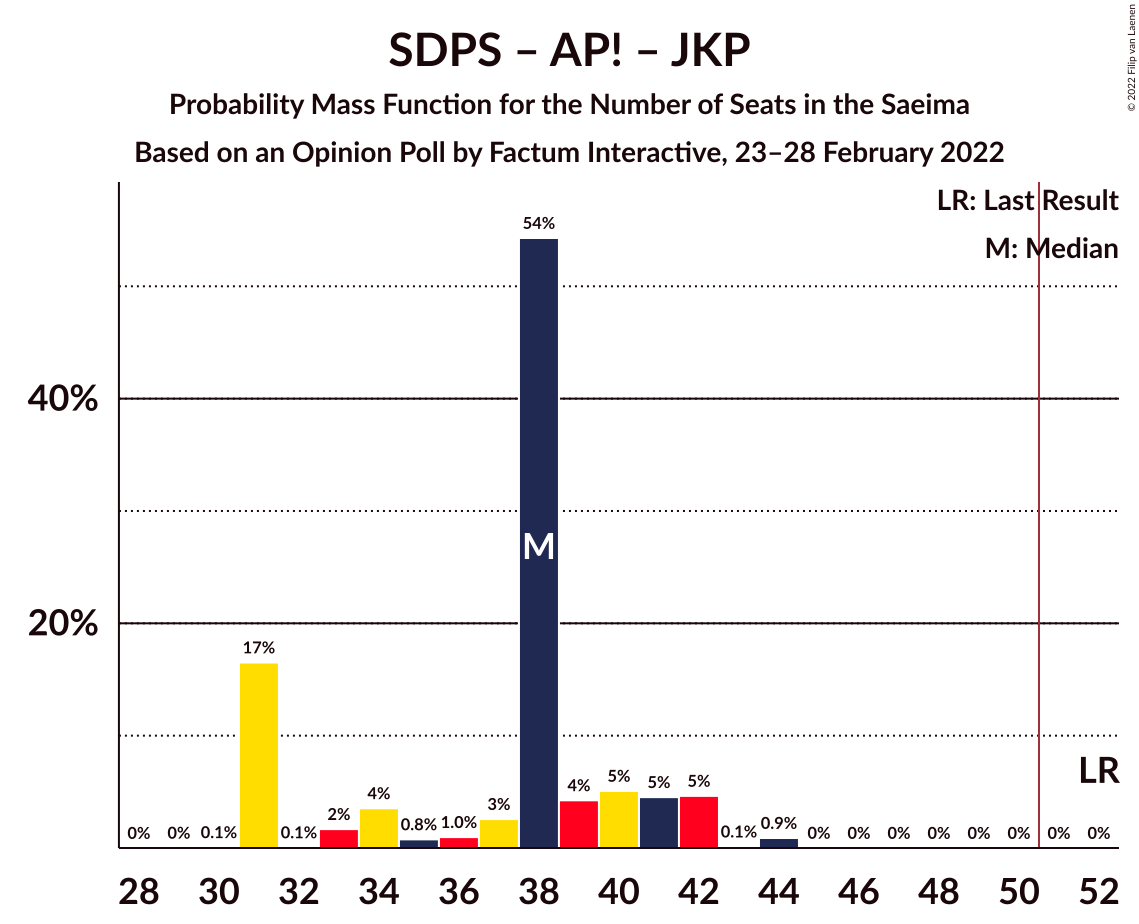 SDPS – AP! – JKP
Probability Mass Function for the Number of Seats in the Saeima
Based on an Opinion Poll by Factum Interactive, 23–28 February 2022
© 2022 Filip van Laenen
LR: Last Result
M: Median
40%
20%
0% 0% 0.1% 17% 0.1% 2% 4% 0.8% 1.0% 3% 54% 4% 5% 5% 5% 0.1% 0.9% 0% 0% 0% 0% 0% 0% 0% 0%
M
LR
28 30 32 34 36 38 40 42 44 46 48 50 52